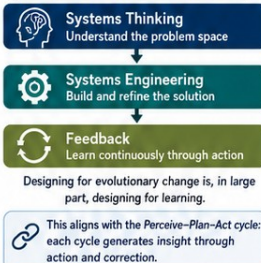 Systems Thinking
Understand the problem space
Systems Engineering
Build and refine the solution
Feedback
Learn continuously through action
Designing for evolutionary change is, in large
part, designing for learning.
This aligns with the Perceive–Plan–Act cycle:
each cycle generates insight through
action and correction.